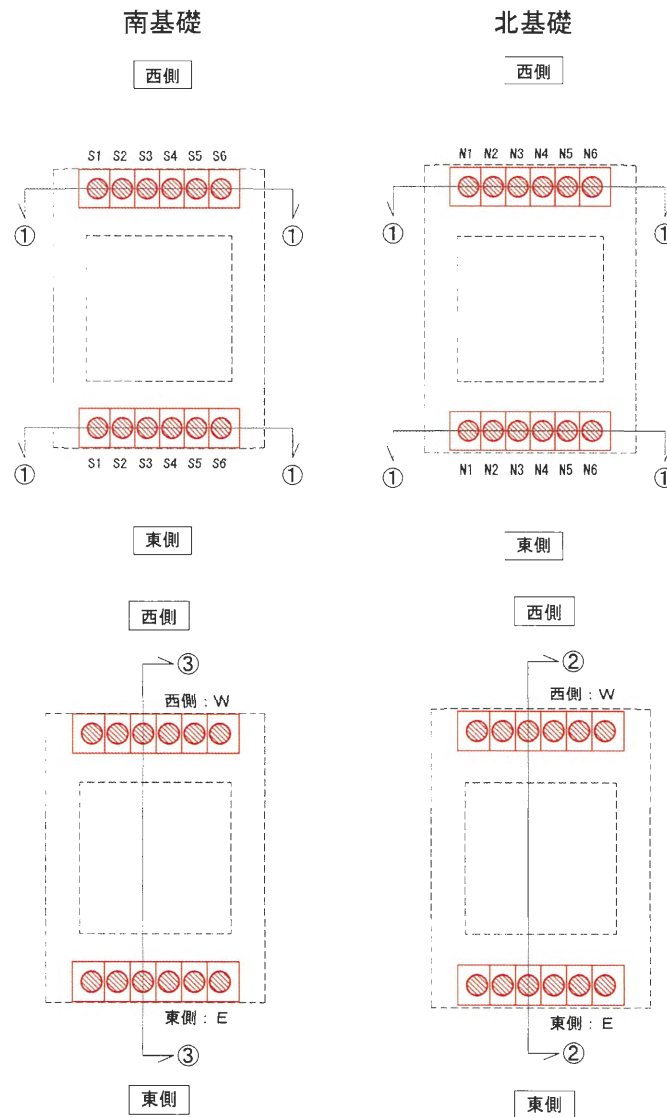 南基礎 北基礎
西側 西側
S1 S2 S3 S4 S5 S6 N1 N2 N3 N4 N5 N6
① ① ① ①
① ① ① ①
S1 S2 S3 S4 S5 S6 N1 N2 N3 N4 N5 N6
東側 東側
西側 西側
③ ②
西側：W 西側：W
東側：E 東側：E
③ ②
東側 東側